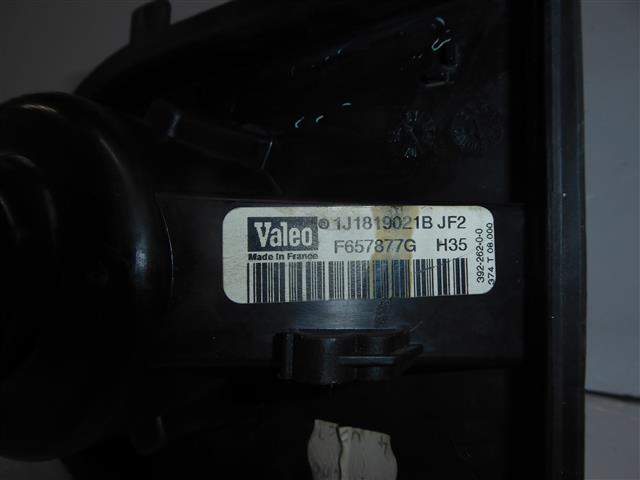 Valeo® 1J1819021B JF2
Made in France F657877G H35
392-262-0-0
374 T 08.000